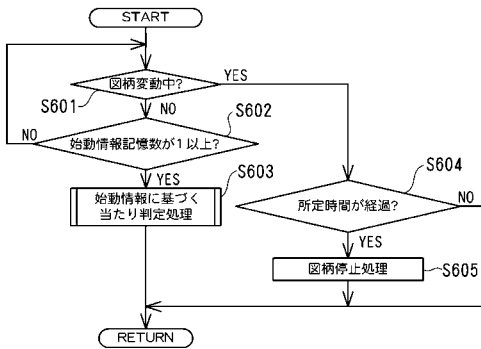 START
図柄変動中?
YES
S601
NO
S602
NO
始動情報記憶数が1以上?
YES
S603
始動情報に基づく
当たり判定処理
S604
所定時間が経過?
NO
YES
図柄停止処理
S605
RETURN